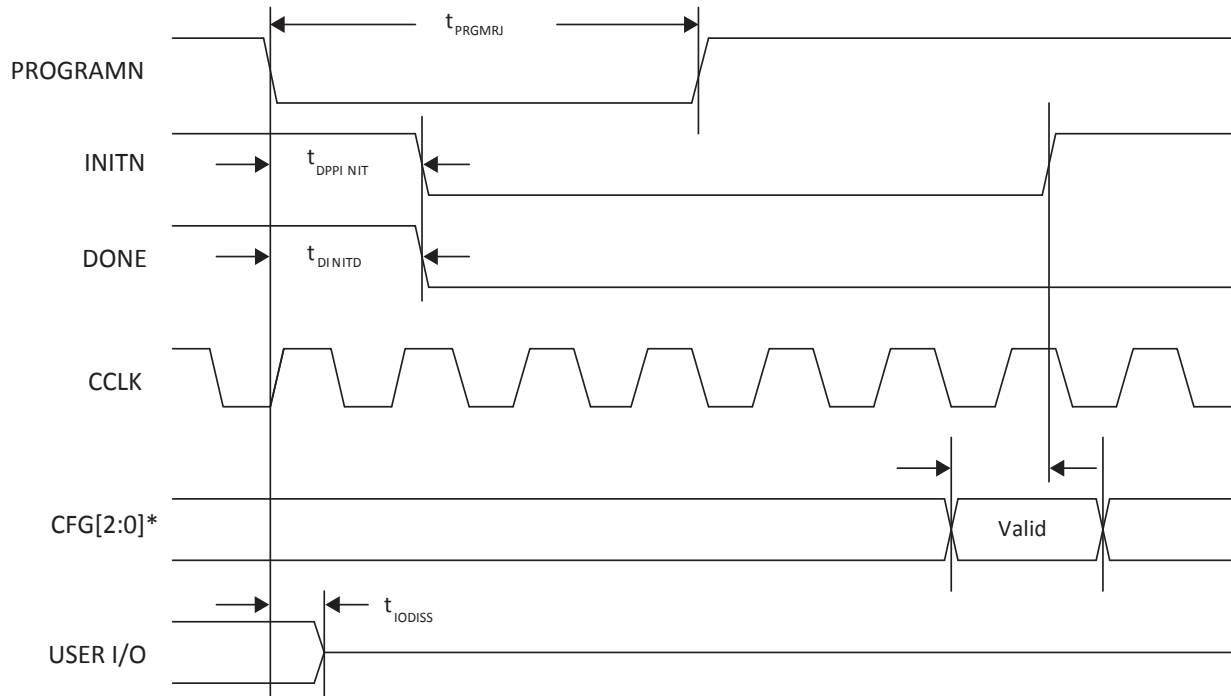 t PRGMRJ
PROGRAMN
INITN
t DPPI NIT
DONE
t DI NITD
CCLK
CFG[2:0]*
Valid
t IODISS
USER I/O